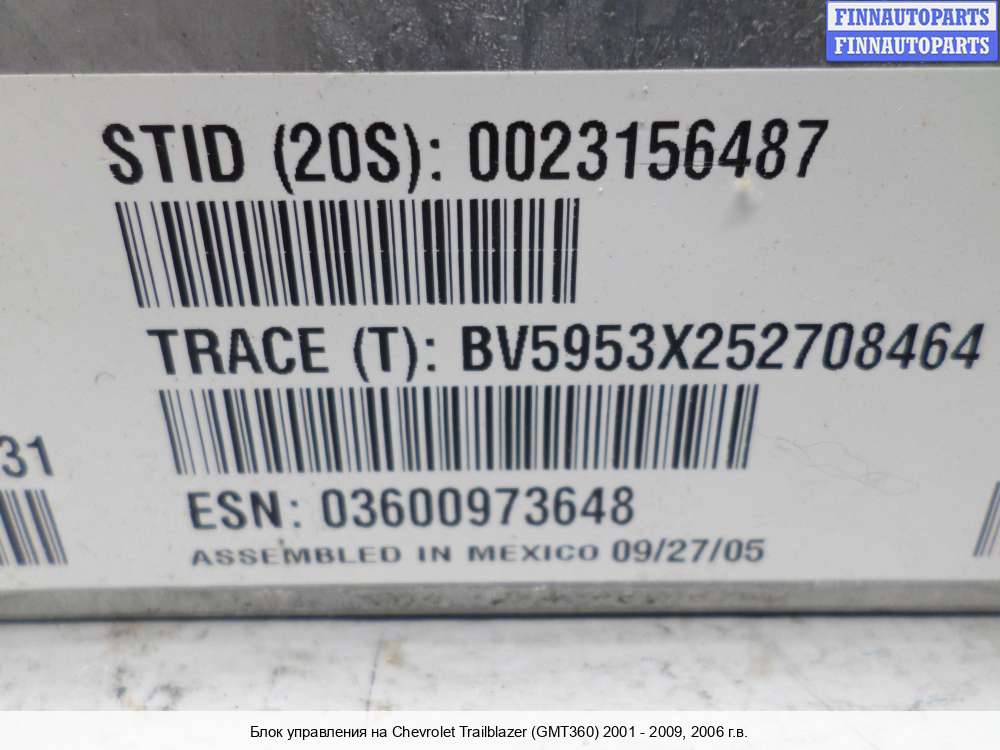 FINNAUTOPARTS
FINNAUTOPARTS
STID (20S): 0023156487
TRACE (T): BV5953X252708464
31
ESN: 03600973648
ASSEMBLED IN MEXICO 09/27/05
Блок управления на Chevrolet Trailblazer (GMT360) 2001 - 2009, 2006 г.в.